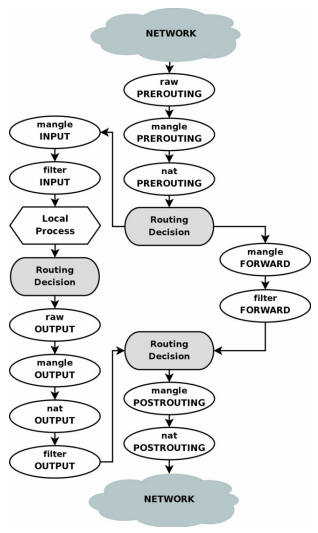 NETWORK
raw
PREROUTING
mangle
PREROUTING
nat
PREROUTING
Routing
Decision
mangle
INPUT
filter
INPUT
Local
Process
Routing
Decision
raw
OUTPUT
mangle
OUTPUT
nat
OUTPUT
filter
OUTPUT
mangle
FORWARD
filter
FORWARD
Routing
Decision
mangle
POSTROUTING
nat
POSTROUTING
NETWORK